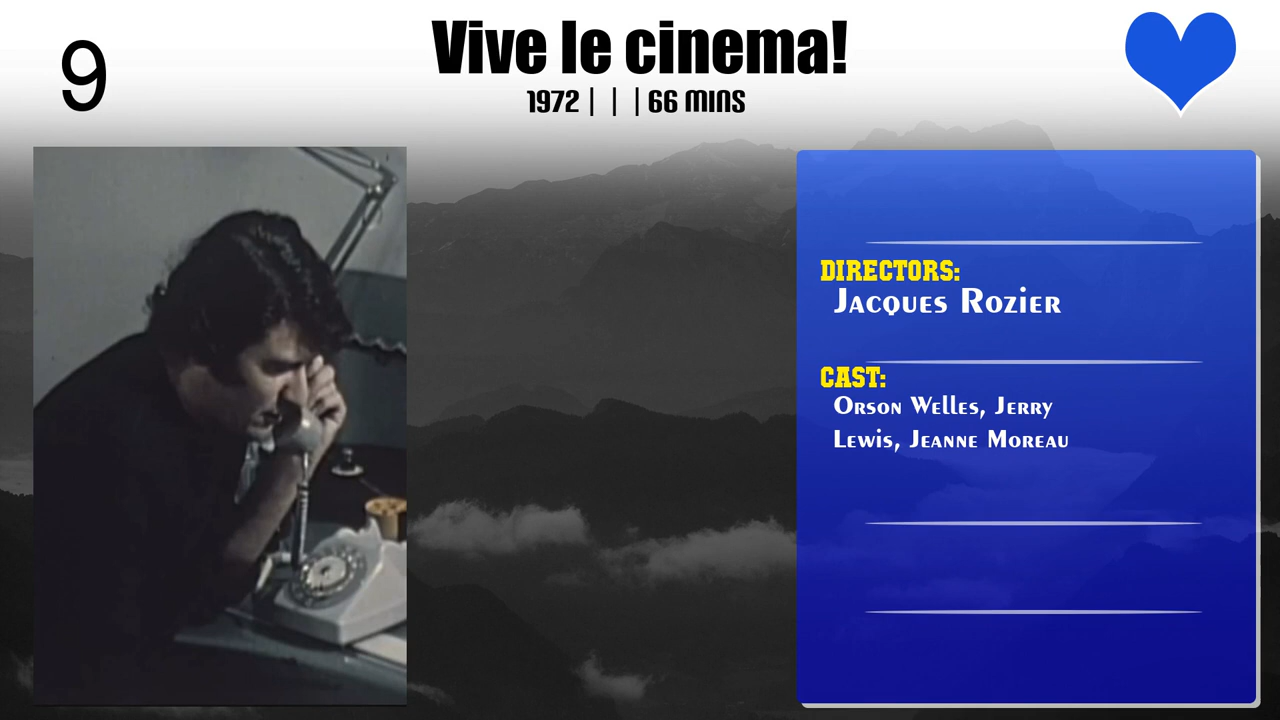 9
Vive le cinema!
1972 | | | 66 MINS
DIRECTORS:
Jacques Rozier
CAST:
Orson Welles, Jerry
Lewis, Jeanne Moreau